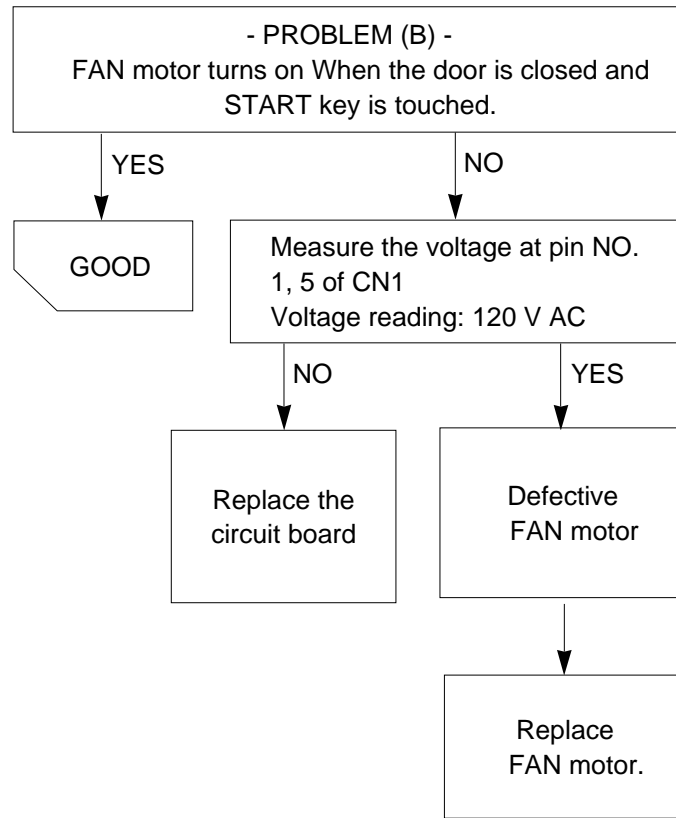 - PROBLEM (B) -
FAN motor turns on When the door is closed and
START key is touched.
YES
NO
GOOD
Measure the voltage at pin NO.
1, 5 of CN1
Voltage reading: 120 V AC
NO
YES
Replace the
circuit board
Defective
FAN motor
Replace
FAN motor.